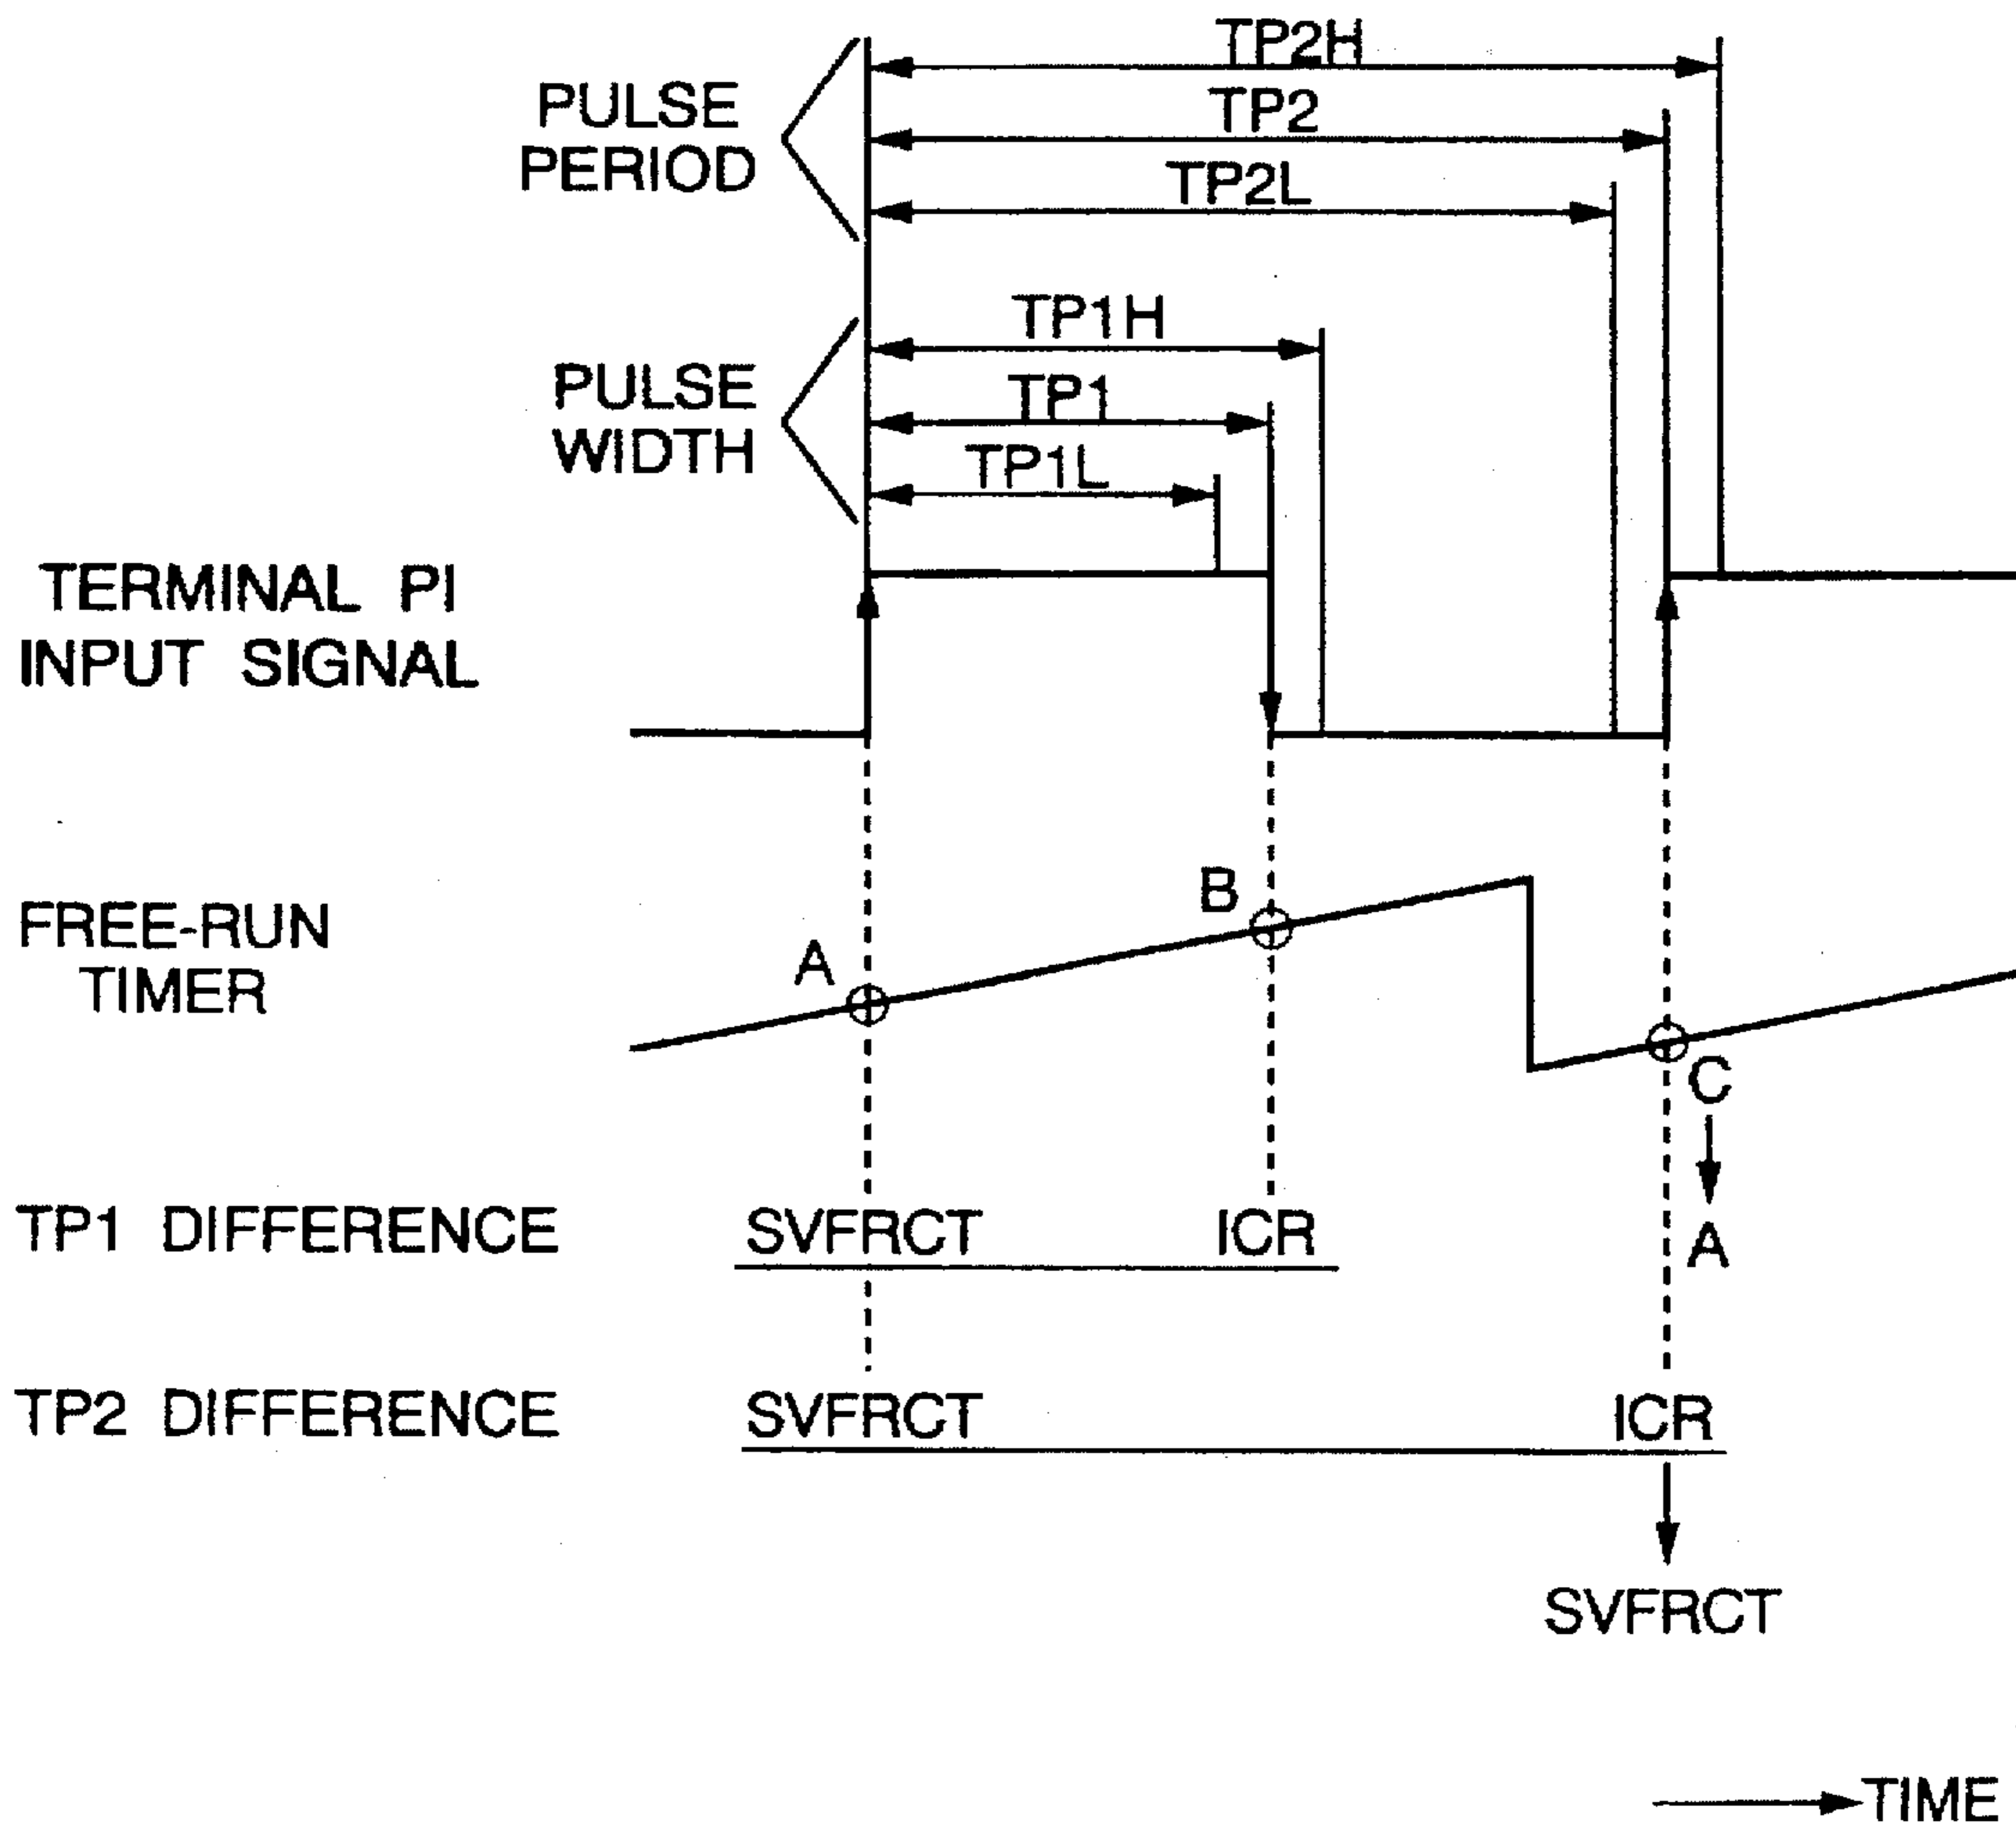 TP2H
PULSE
PERIOD
TP2
TP2L
TP1H
PULSE
WIDTH
TP1
TP1L
TERMINAL PI
INPUT SIGNAL
B
FREE-RUN
TIMER
A
C
A
TP1 DIFFERENCE SVFRCT ICR
TP2 DIFFERENCE SVFRCT ICR
SVFRCT
TIME